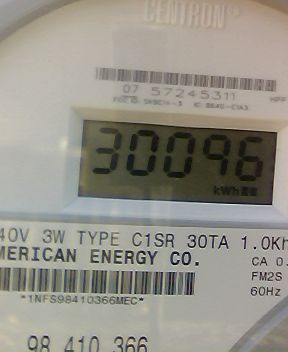 CENTRON®
07 57245311
30096
kWh
40V 3W TYPE C1SR 30TA 1.0Kh
MERICAN ENERGY CO.
CA 0.
FM2S
60Hz
*1NFS98410366MEC*
98 410 366